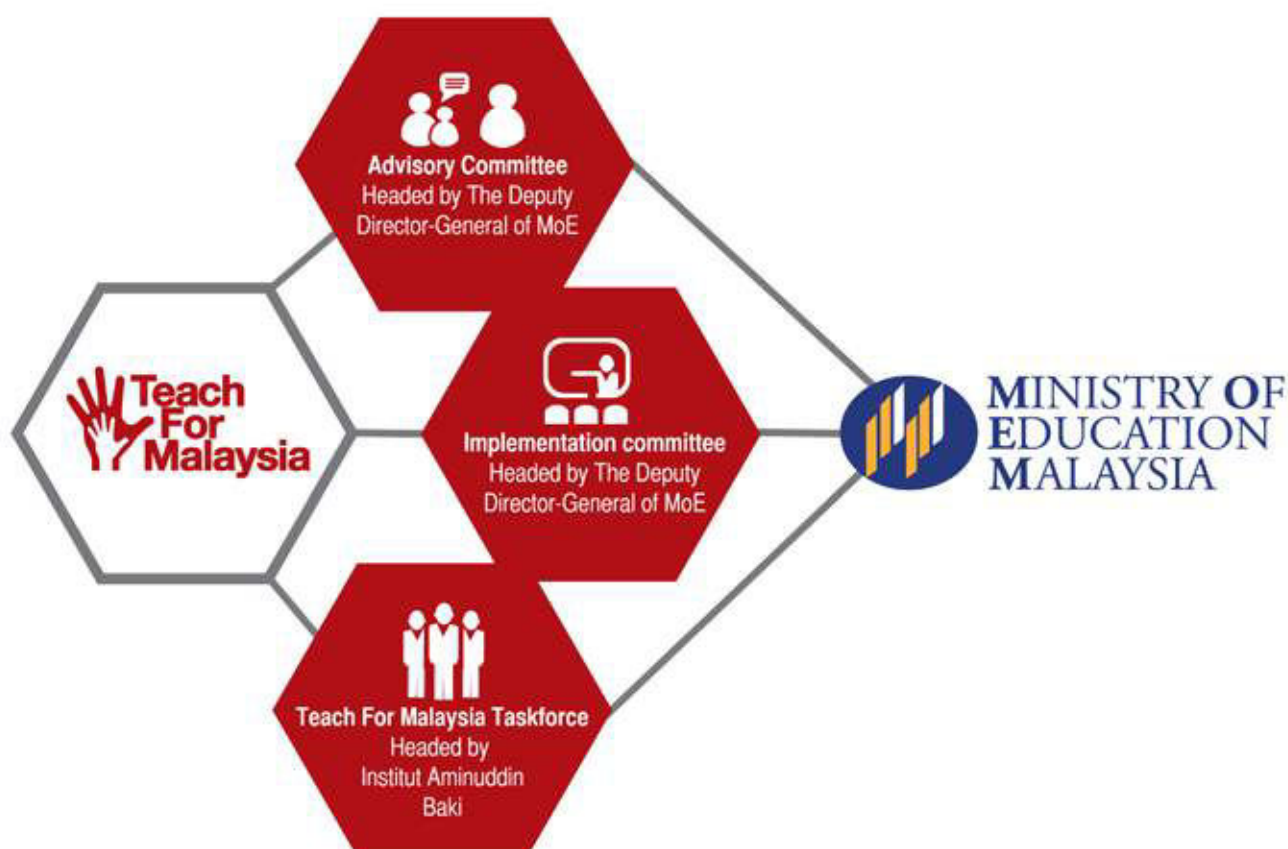 Advisory Committee
Headed by The Deputy
Director-General of MoE
Teach
For
Malaysia
Implementation committee
Headed by The Deputy
Director-General of MoE
MINISTRY OF
EDUCATION
MALAYSIA
Teach For Malaysia Taskforce
Headed by
Institut Aminuddin
Baki